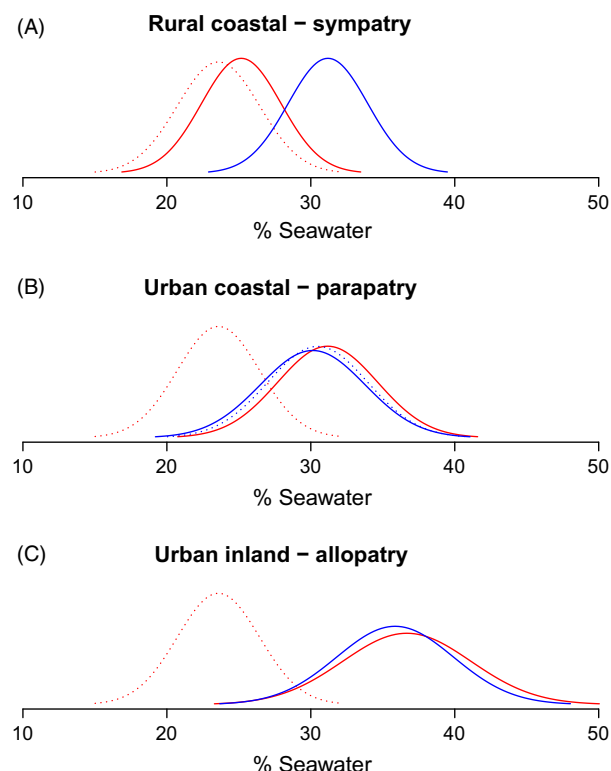 (A)
Rural coastal − sympatry
10 20 30 40 50
% Seawater
(B)
Urban coastal − parapatry
10 20 30 40 50
% Seawater
(C)
Urban inland − allopatry
10 20 30 40 50
% Seawater